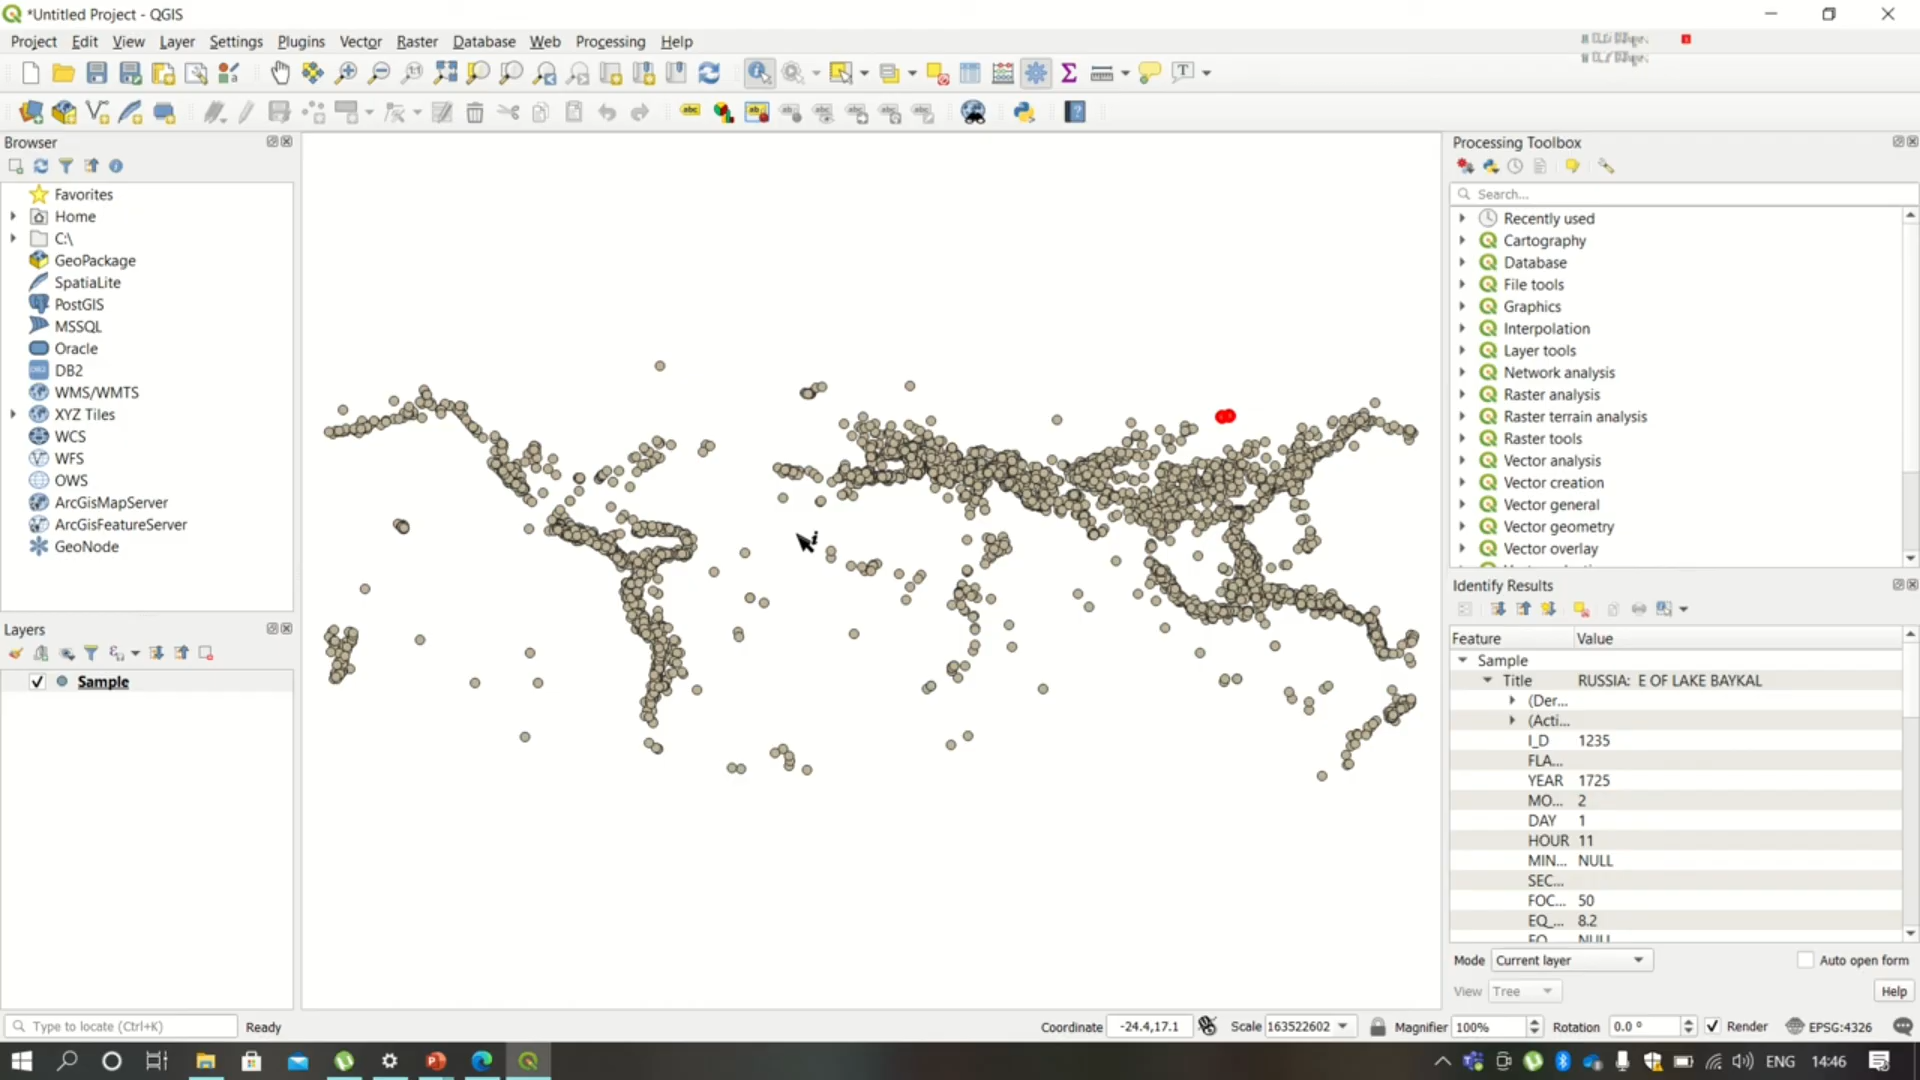 *Untitled Project - QGIS
Project Edit View Layer Settings Plugins Vector Raster Database Web Processing Help
Browser
Favorites
Home
C:\
GeoPackage
SpatiaLite
PostGIS
MSSQL
Oracle
DB2
WMS/WMTS
XYZ Tiles
WCS
WFS
OWS
ArcGisMapServer
ArcGisFeatureServer
GeoNode
Layers
Sample
Processing Toolbox
Search...
Recently used
Cartography
Database
File tools
Graphics
Interpolation
Layer tools
Network analysis
Raster analysis
Raster terrain analysis
Raster tools
Vector analysis
Vector creation
Vector general
Vector geometry
Vector overlay
Identify Results
Feature Value
Sample
Title RUSSIA: E OF LAKE BAYKAL
(Der...
(Acti...
I_D 1235
FLA...
YEAR 1725
MO... 2
DAY 1
HOUR 11
MIN... NULL
SEC...
FOC... 50
EQ_... 8.2
EQ NULL
Mode Current layer Auto open form
View Tree Help
Type to locate (Ctrl+K) Ready Coordinate -24.4,17.1 Scale 163522602 Magnifier 100% Rotation 0.0 ° Render EPSG:4326
ENG 14:46